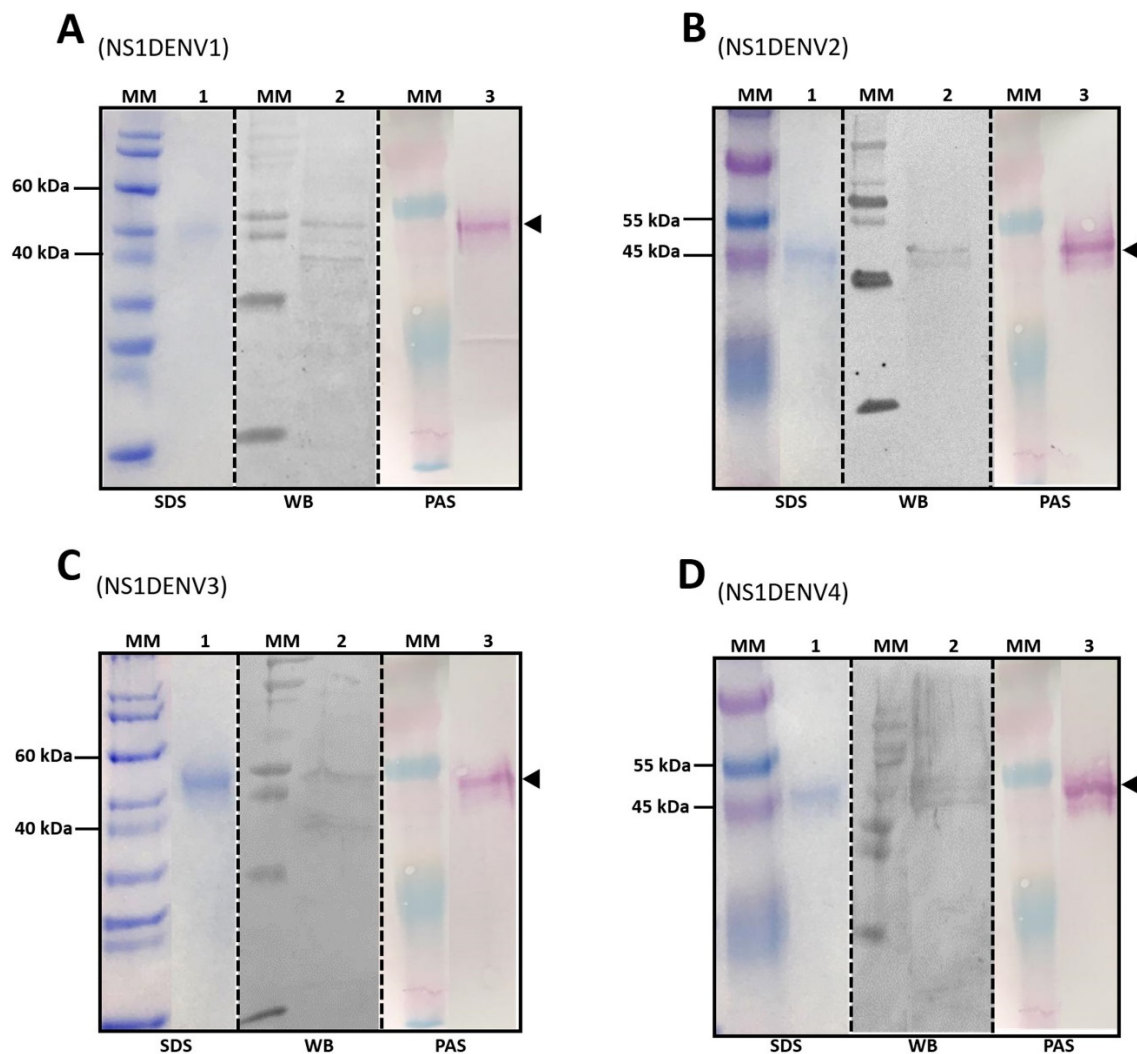 A (NS1DENV1)
MM 1 MM 2 MM 3
60 kDa
40 kDa
SDS WB PAS
B (NS1DENV2)
MM 1 MM 2 MM 3
55 kDa
45 kDa
SDS WB PAS
C (NS1DENV3)
MM 1 MM 2 MM 3
60 kDa
40 kDa
SDS WB PAS
D (NS1DENV4)
MM 1 MM 2 MM 3
55 kDa
45 kDa
SDS WB PAS